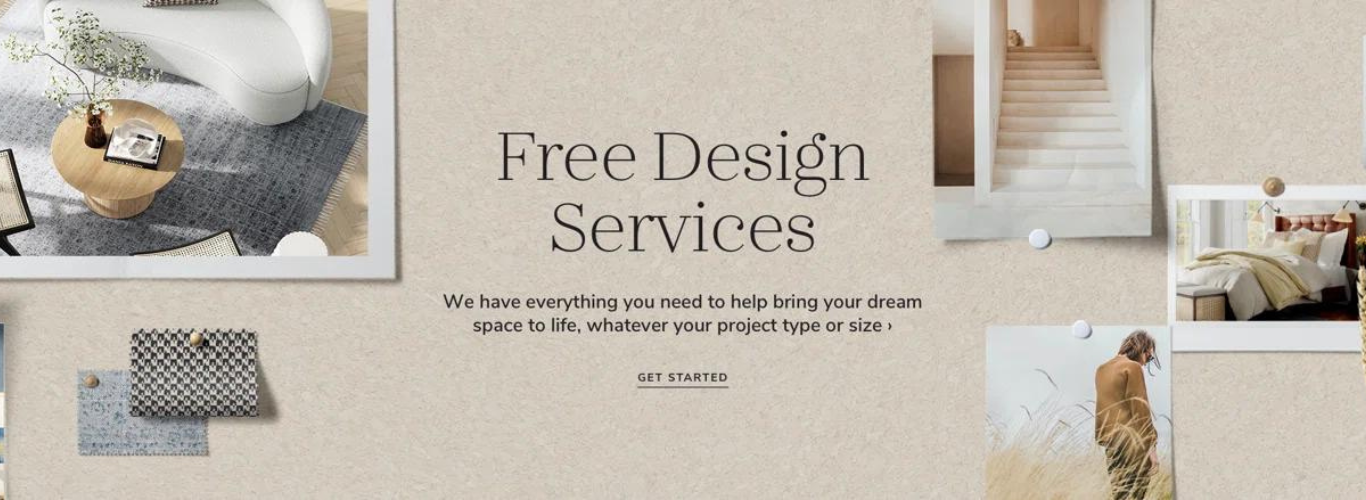 Free Design
Services
We have everything you need to help bring your dream
space to life, whatever your project type or size ›
GET STARTED